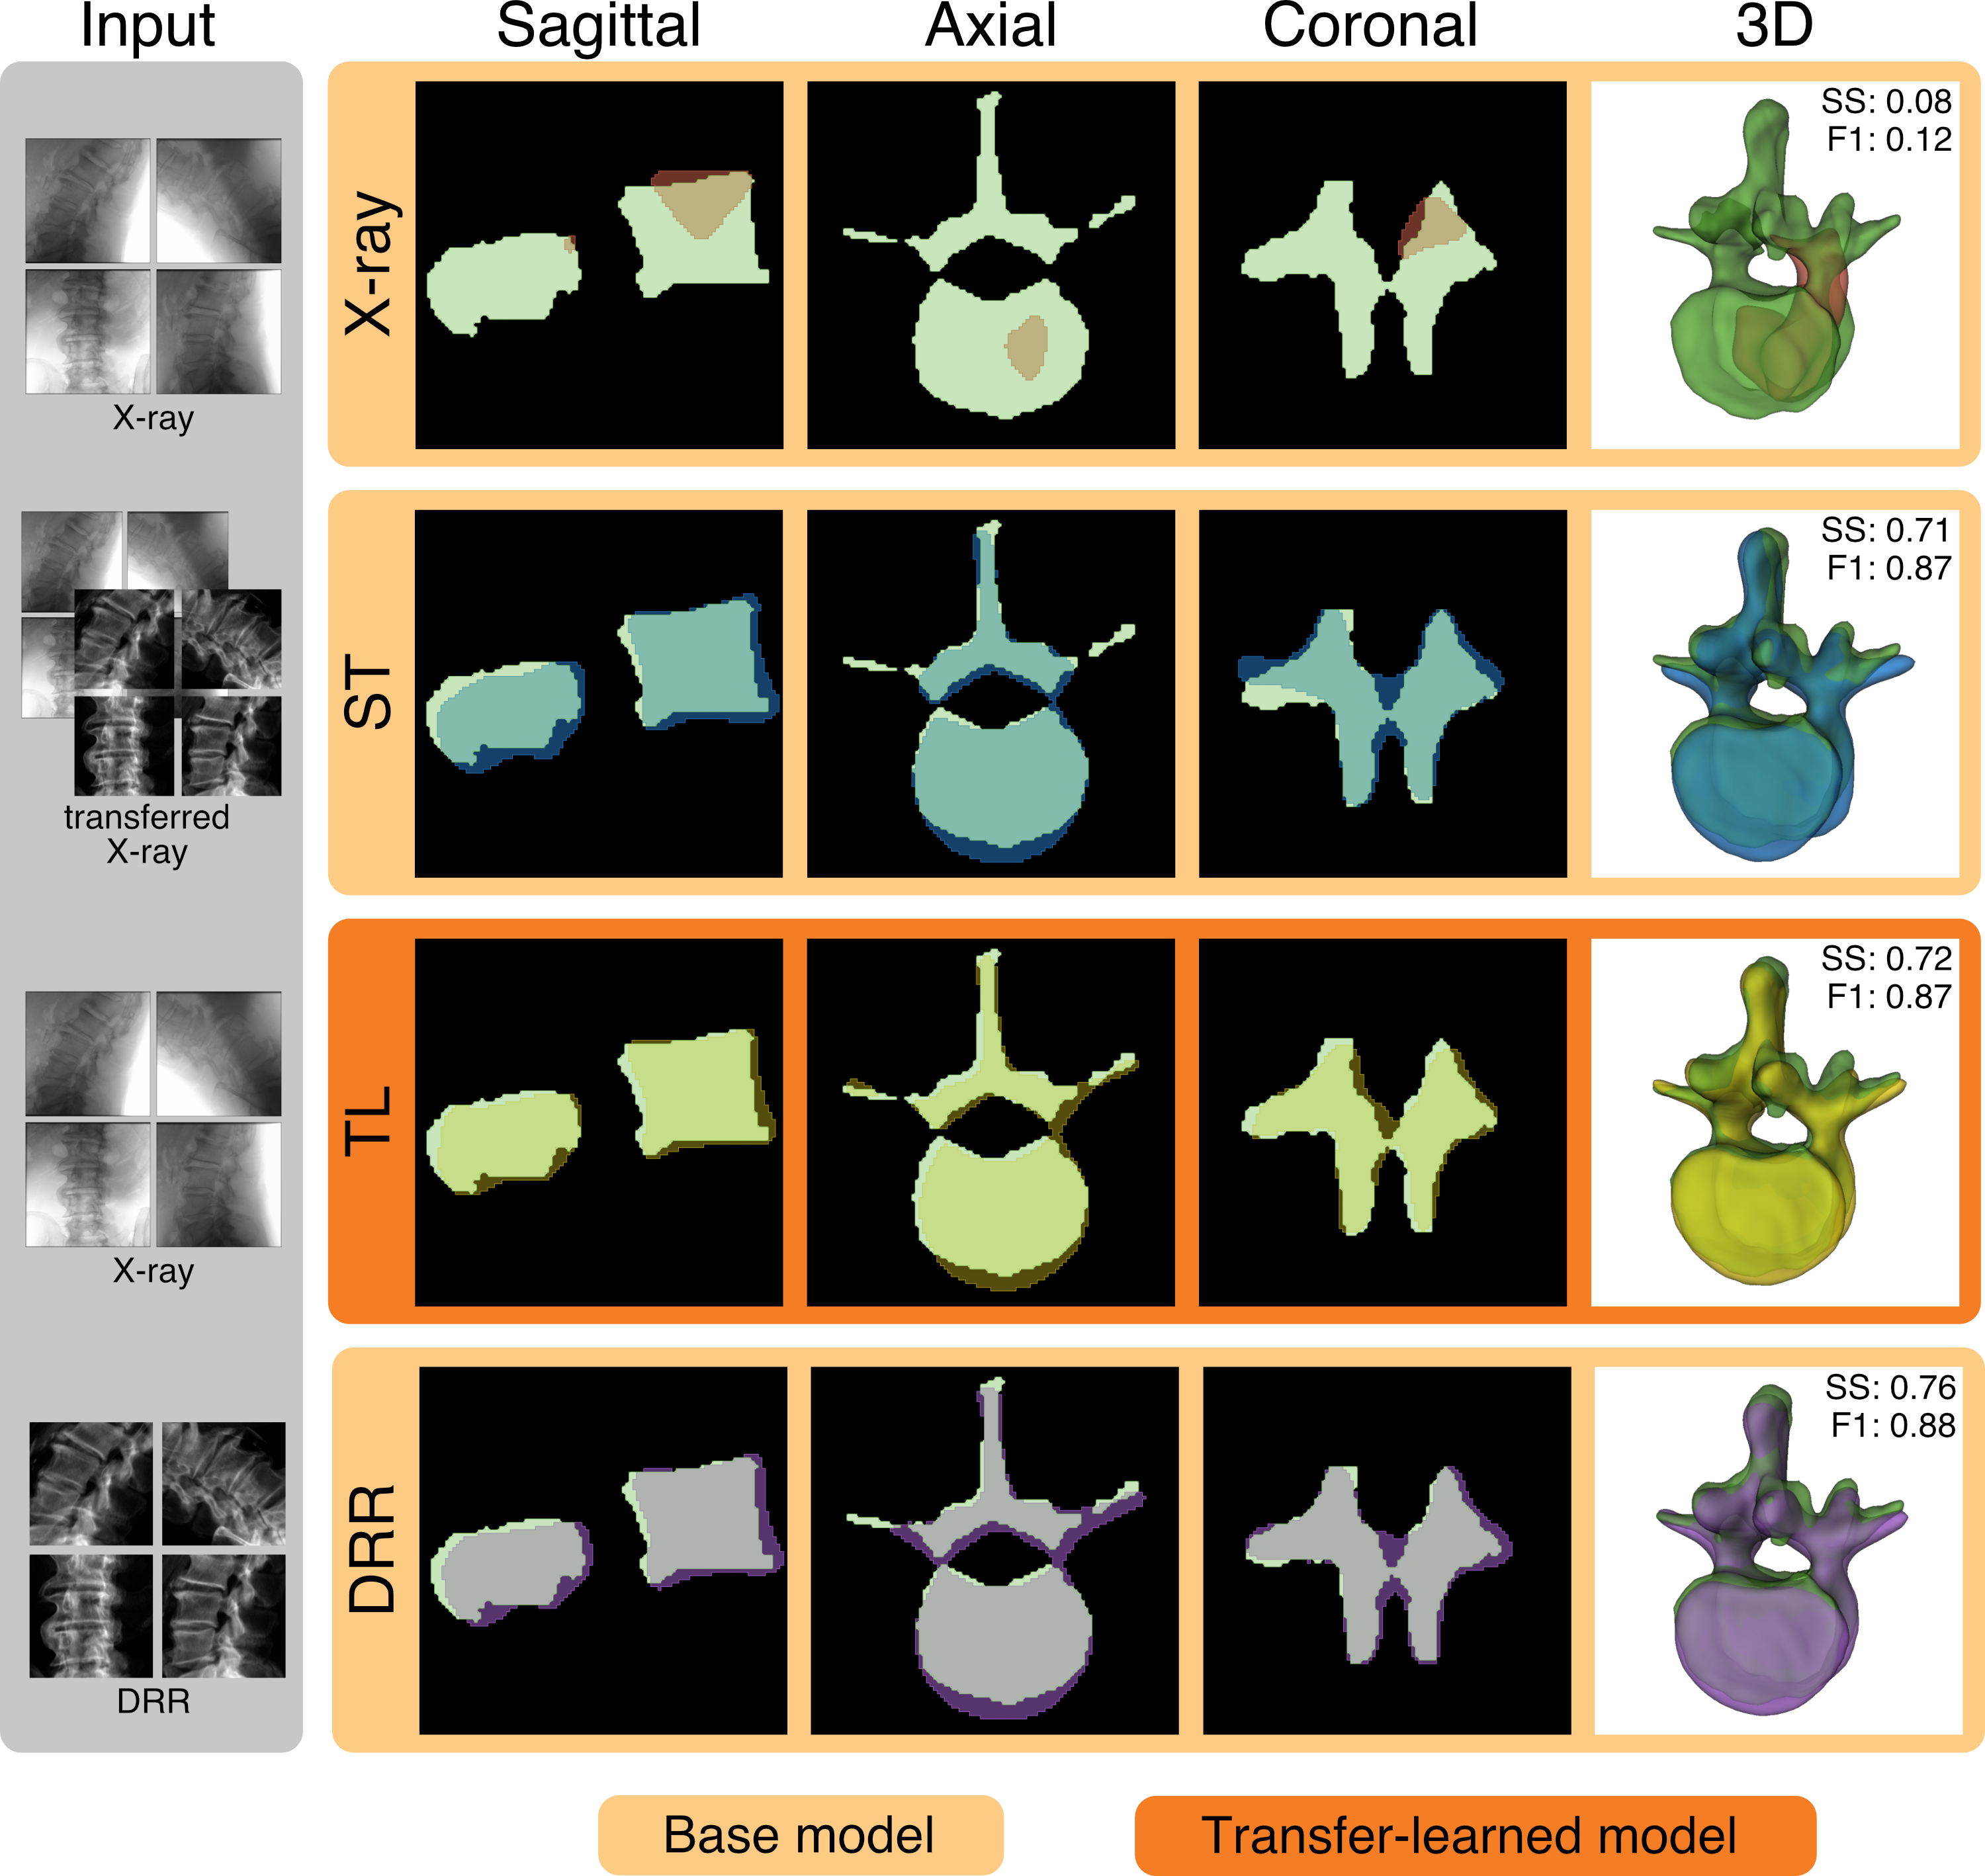 Input
Sagittal
Axial
Coronal
3D
X-ray
X-ray
SS: 0.08
F1: 0.12
transferred
X-ray
ST
SS: 0.71
F1: 0.87
X-ray
TL
SS: 0.72
F1: 0.87
DRR
DRR
SS: 0.76
F1: 0.88
Base model
Transfer-learned model